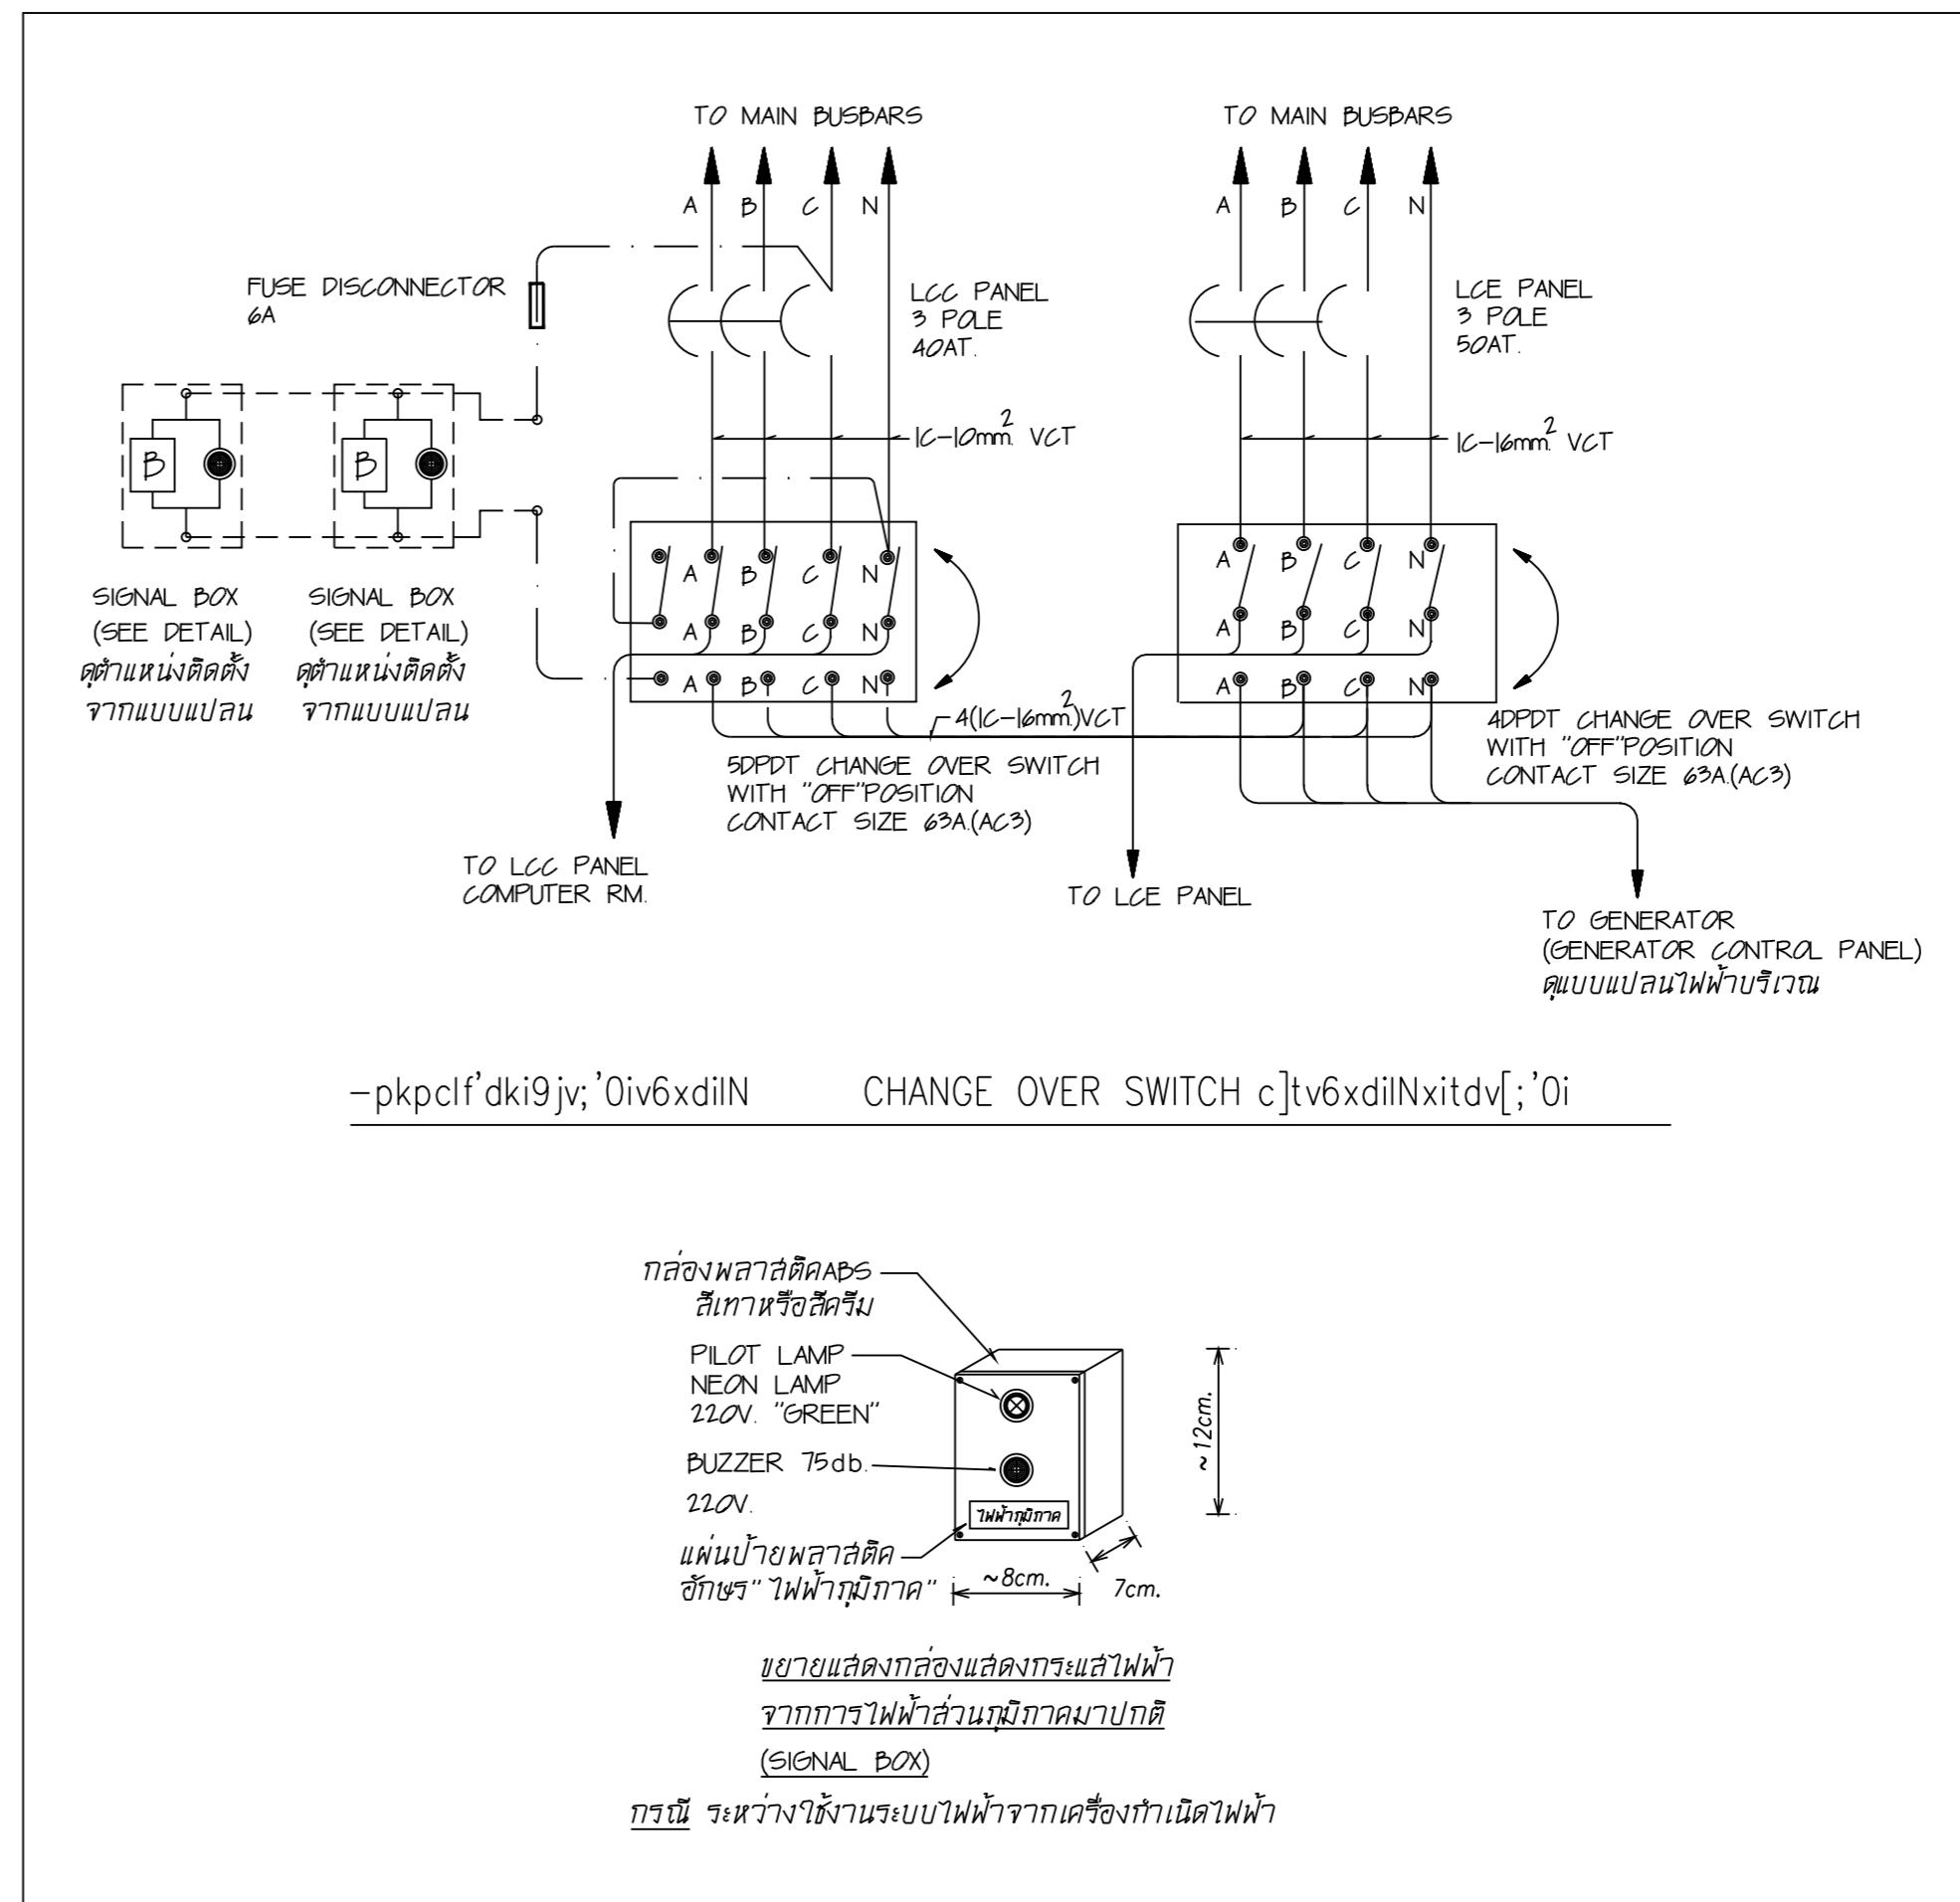 TO MAIN BUSBARS
TO MAIN BUSBARS
A B C N
A B C N
FUSE DISCONNECTOR
6A
LCC PANEL
3 POLE
40AT.
LCE PANEL
3 POLE
50AT.
1C-10mm.2 VCT
1C-16mm.2 VCT
B
B
A B C N
A B C N
A B C N
A B C N
A B C N
A B C N
SIGNAL BOX
(SEE DETAIL)
ดูตำแหน่งติดตั้ง
จากแบบแปลน
SIGNAL BOX
(SEE DETAIL)
ดูตำแหน่งติดตั้ง
จากแบบแปลน
4(1C-16mm.2)VCT
5DPDT CHANGE OVER SWITCH
WITH "OFF"POSITION
CONTACT SIZE 63A.(AC3)
4DPDT CHANGE OVER SWITCH
WITH "OFF"POSITION
CONTACT SIZE 63A.(AC3)
TO LCC PANEL
COMPUTER RM.
TO LCE PANEL
TO GENERATOR
(GENERATOR CONTROL PANEL)
ดูแบบแปลนไฟฟ้าบริเวณ
-pkpclf'dki9jv;'0iv6xdilN CHANGE OVER SWITCH c]tv6xdilNxitdv[;'0i
กล่องพลาสติคABS
สีเทาหรือสีครีม
PILOT LAMP
NEON LAMP
220V. "GREEN"
BUZZER 75db.
220V.
ไฟฟ้าภูมิภาค
แผ่นป้ายพลาสติค
อักษร"ไฟฟ้าภูมิภาค"
~12cm.
~8cm.
7cm.
ขยายแสดงกล่องแสดงกระแสไฟฟ้า
จากการไฟฟ้าส่วนภูมิภาคมาปกติ
(SIGNAL BOX)
กรณี ระหว่างใช้งานระบบไฟฟ้าจากเครื่องกำเนิดไฟฟ้า